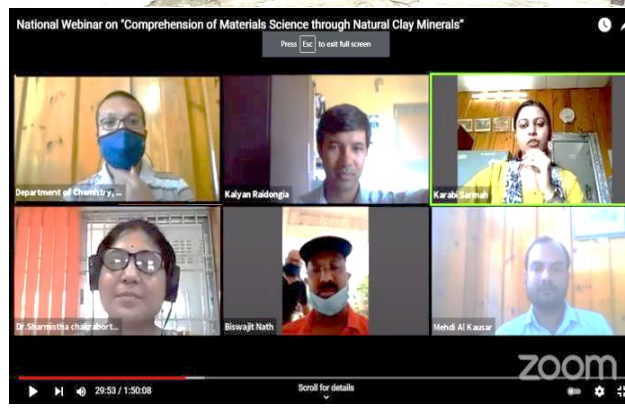 National Webinar on "Comprehension of Materials Science through Natural Clay Minerals"
Press Esc to exit full screen
Department of Chemistry, ...
Kalyan Raidongia
Karabi Sarmah
Dr.Sharmistha chakrabort...
Biswajit Nath
Mehdi Al Kausar
zoom
29:53 / 1:50:08
Scroll for details